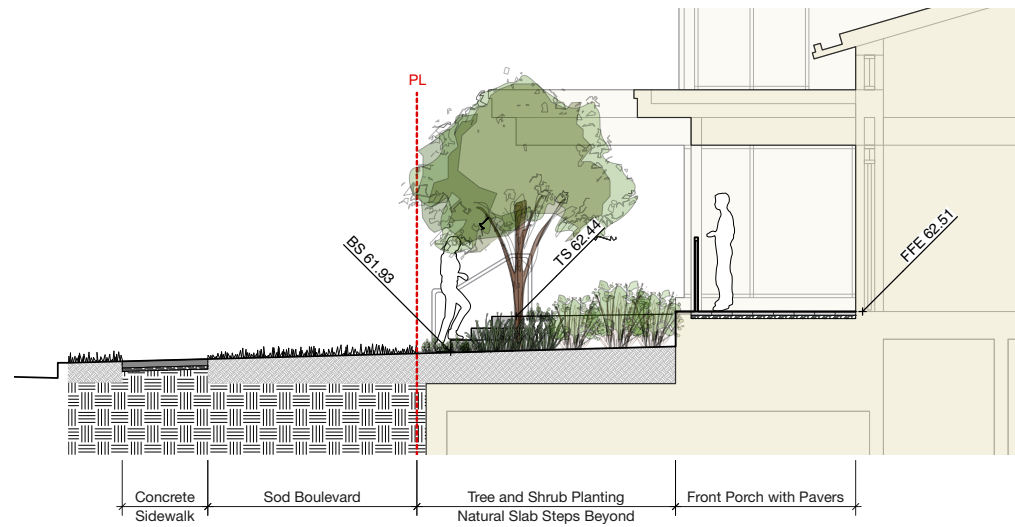 PL
BS 61.93
TS 62.44
FFE 62.51
Concrete
Sidewalk
Sod Boulevard
Tree and Shrub Planting
Natural Slab Steps Beyond
Front Porch with Pavers